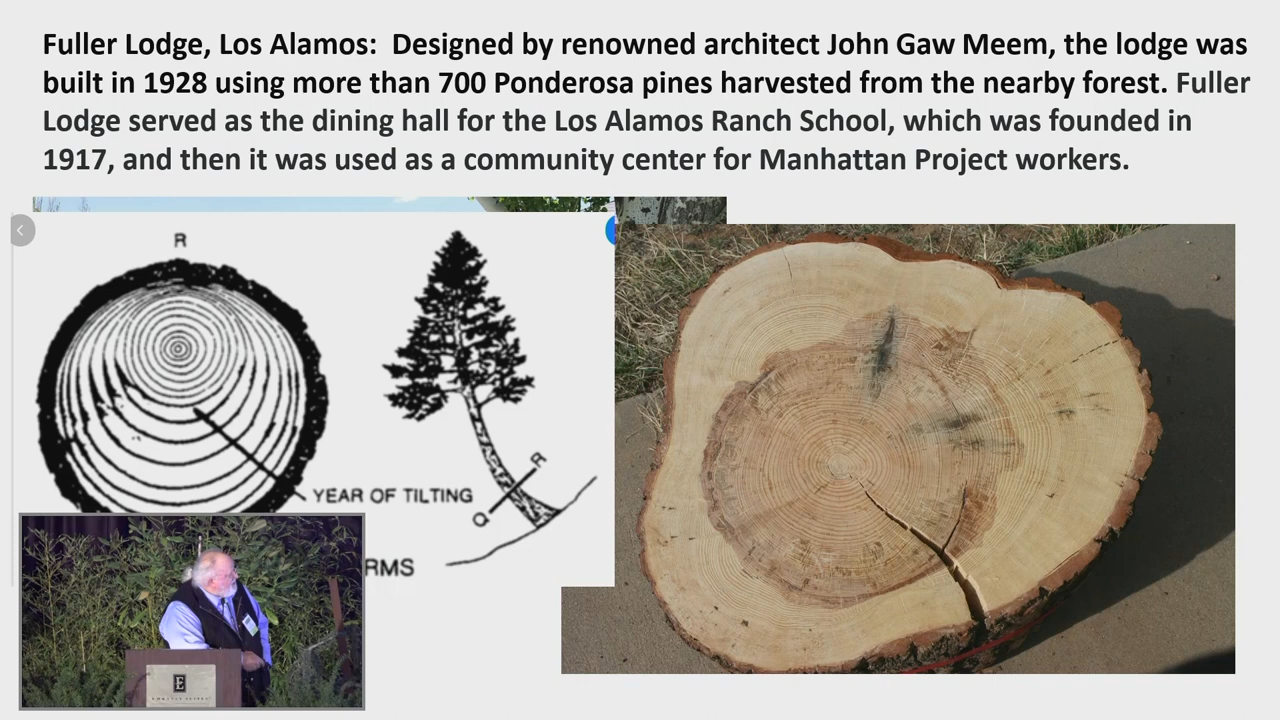 Fuller Lodge, Los Alamos: Designed by renowned architect John Gaw Meem, the lodge was
built in 1928 using more than 700 Ponderosa pines harvested from the nearby forest. Fuller
Lodge served as the dining hall for the Los Alamos Ranch School, which was founded in
1917, and then it was used as a community center for Manhattan Project workers.
R
R
YEAR OF TILTING
Q
RMS
E